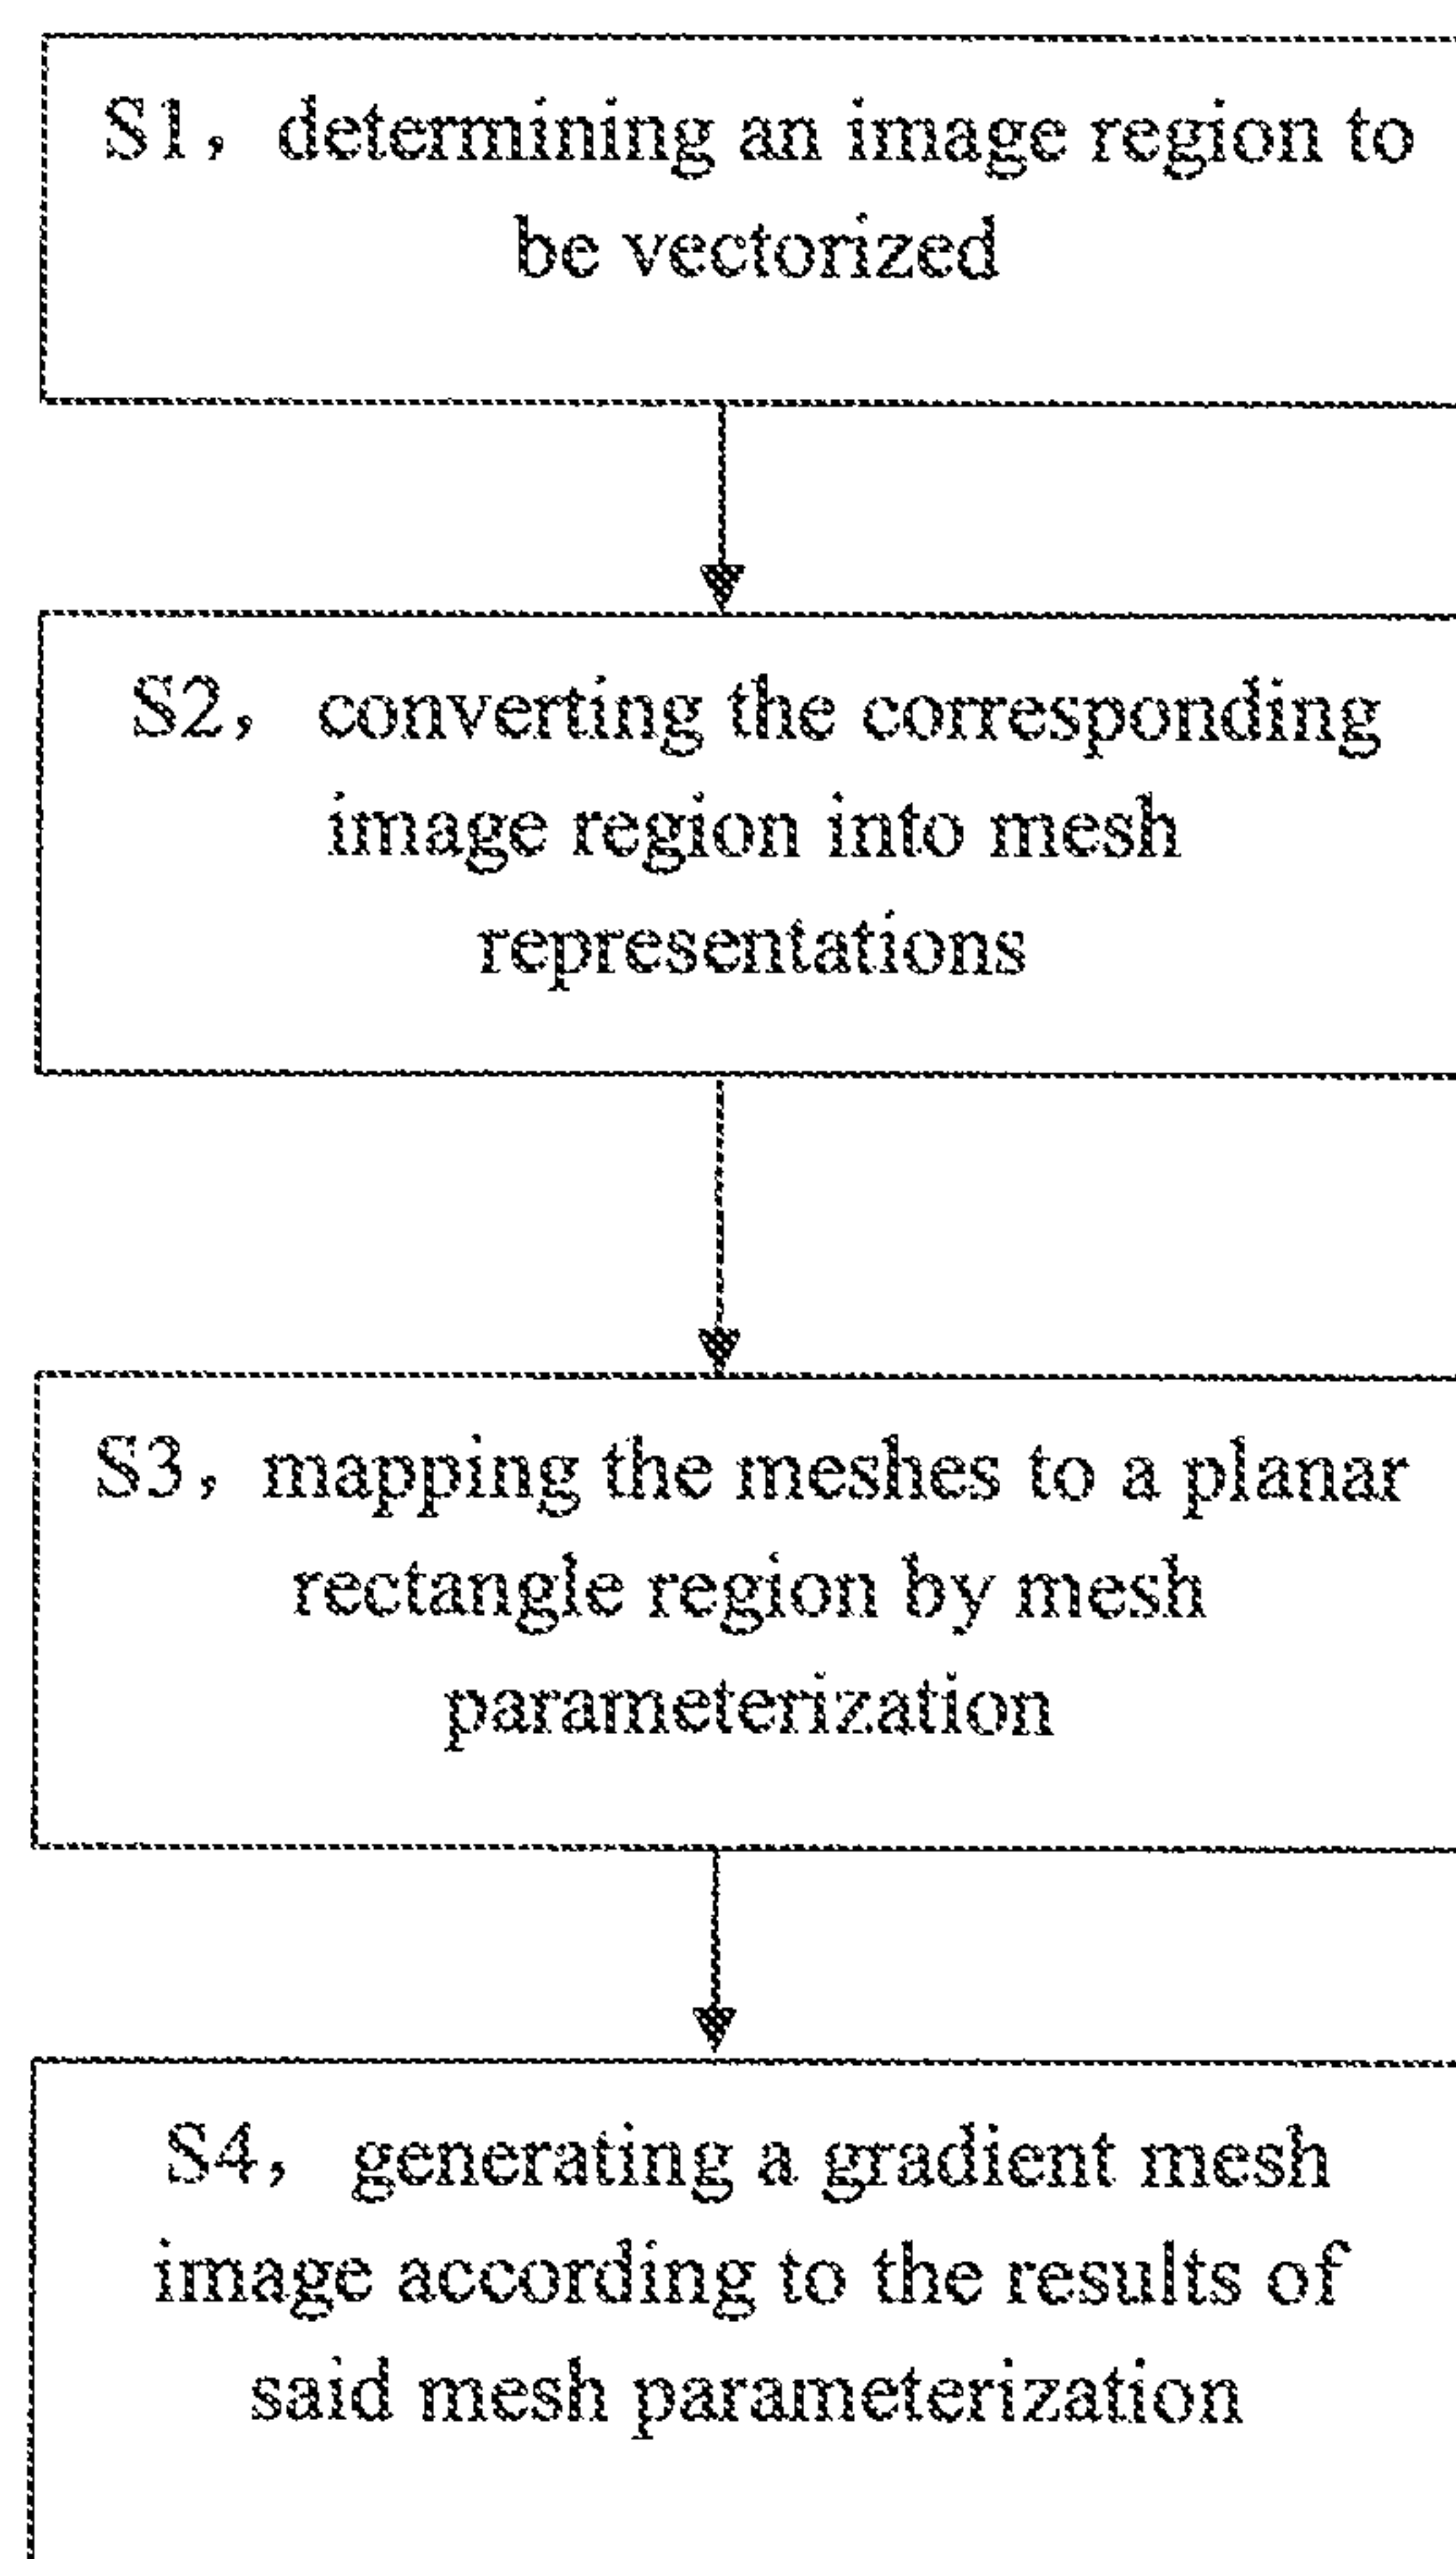 S1, determining an image region to
be vectorized
S2, converting the corresponding
image region into mesh
representations
S3, mapping the meshes to a planar
rectangle region by mesh
parameterization
S4, generating a gradient mesh
image according to the results of
said mesh parameterization